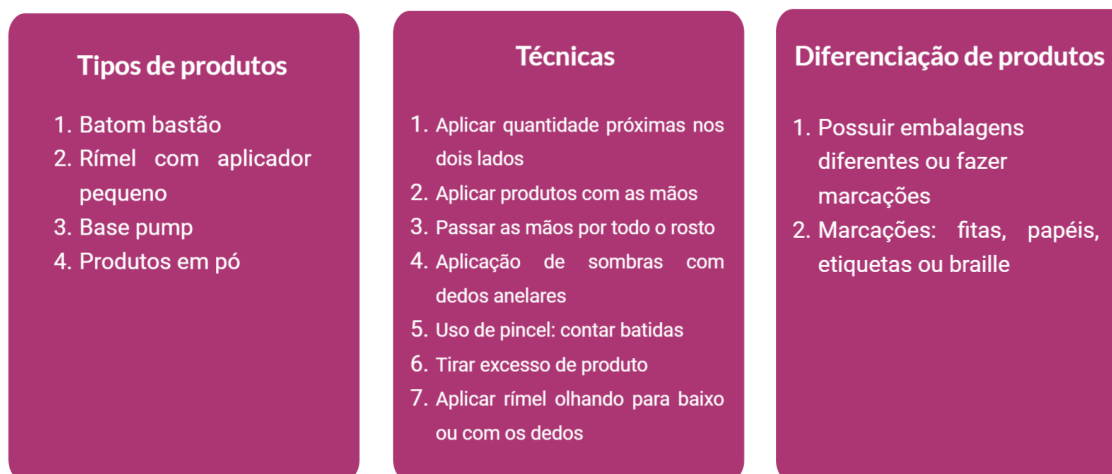 Tipos de produtos
1. Batom bastão
2. Rímel com aplicador
pequeno
3. Base pump
4. Produtos em pó
Técnicas
1. Aplicar quantidade próximas nos
dois lados
2. Aplicar produtos com as mãos
3. Passar as mãos por todo o rosto
4. Aplicação de sombras com
dedos anelares
5. Uso de pincel: contar batidas
6. Tirar excesso de produto
7. Aplicar rímel olhando para baixo
ou com os dedos
Diferenciação de produtos
1. Possuir embalagens
diferentes ou fazer
marcações
2. Marcações: fitas, papéis,
etiquetas ou braille